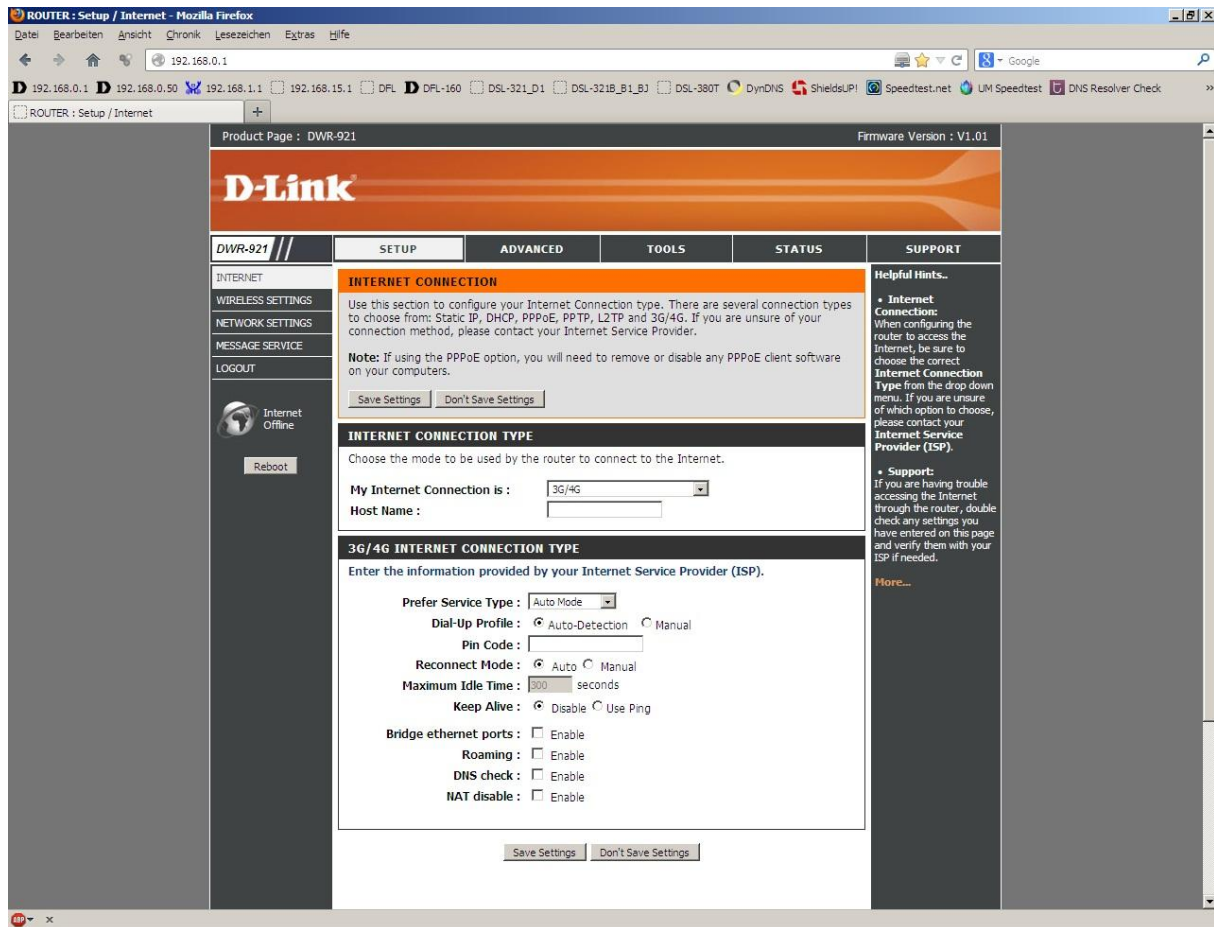 ROUTER : Setup / Internet - Mozilla Firefox
Datei Bearbeiten Ansicht Chronik Lesezeichen Extras Hilfe
192.168.0.1
Google
192.168.0.1 192.168.0.50 192.168.1.1 192.168.15.1 DFL DFL-160 DSL-321_D1 DSL-321B_B1_BJ DSL-380T DynDNS ShieldsUP! Speedtest.net UM Speedtest DNS Resolver Check »
ROUTER : Setup / Internet
Product Page : DWR-921 Firmware Version : V1.01
D-Link
DWR-921 SETUP ADVANCED TOOLS STATUS SUPPORT
INTERNET
WIRELESS SETTINGS
NETWORK SETTINGS
MESSAGE SERVICE
LOGOUT
Internet
Offline
Reboot
INTERNET CONNECTION
Use this section to configure your Internet Connection type. There are several connection types
to choose from: Static IP, DHCP, PPPoE, PPTP, L2TP and 3G/4G. If you are unsure of your
connection method, please contact your Internet Service Provider.
Note: If using the PPPoE option, you will need to remove or disable any PPPoE client software
on your computers.
Save Settings Don't Save Settings
INTERNET CONNECTION TYPE
Choose the mode to be used by the router to connect to the Internet.
My Internet Connection is : 3G/4G
Host Name :
3G/4G INTERNET CONNECTION TYPE
Enter the information provided by your Internet Service Provider (ISP).
Prefer Service Type : Auto Mode
Dial-Up Profile : Auto-Detection Manual
Pin Code :
Reconnect Mode : Auto Manual
Maximum Idle Time : 300 seconds
Keep Alive : Disable Use Ping
Bridge ethernet ports : Enable
Roaming : Enable
DNS check : Enable
NAT disable : Enable
Save Settings Don't Save Settings
Helpful Hints..
• Internet
Connection:
When configuring the
router to access the
Internet, be sure to
choose the correct
Internet Connection
Type from the drop down
menu. If you are unsure
of which option to choose,
please contact your
Internet Service
Provider (ISP).
• Support:
If you are having trouble
accessing the Internet
through the router, double
check any settings you
have entered on this page
and verify them with your
ISP if needed.
More...
ABP